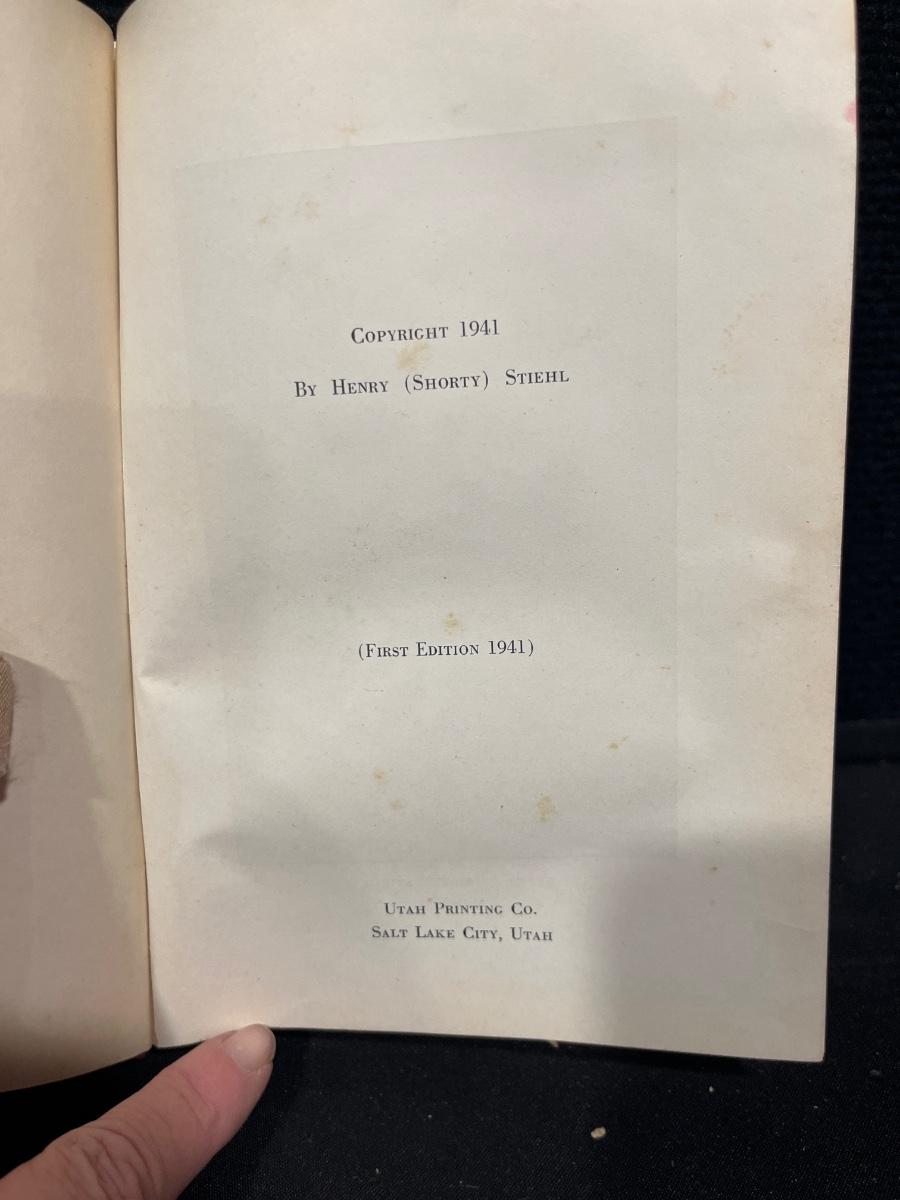 Copyright 1941
By Henry (Shorty) Stiehl
(First Edition 1941)
Utah Printing Co.
Salt Lake City, Utah